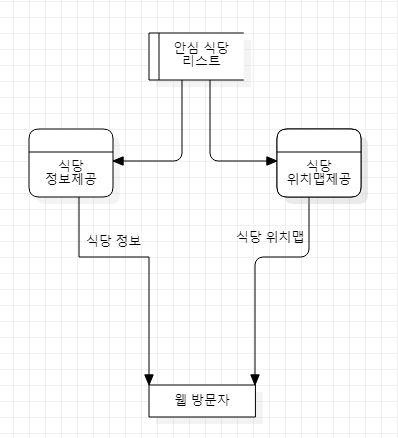 안심 식당
리스트
식당
정보제공
식당
위치맵제공
식당 정보
식당 위치맵
웹 방문자